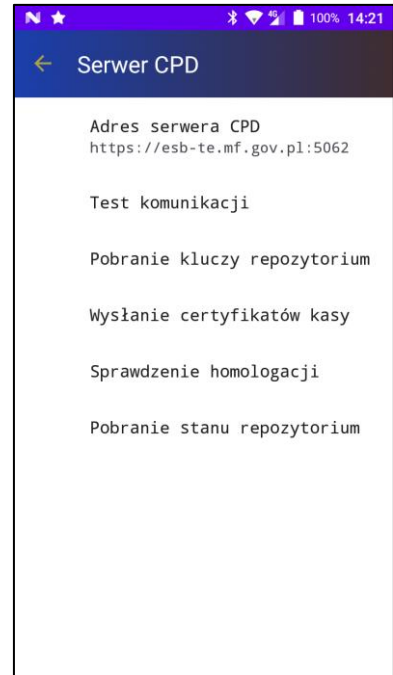 4G 100% 14:21
Serwer CPD
Adres serwera CPD
https://esb-te.mf.gov.pl:5062
Test komunikacji
Pobranie kluczy repozytorium
Wysłanie certyfikatów kasy
Sprawdzenie homologacji
Pobranie stanu repozytorium